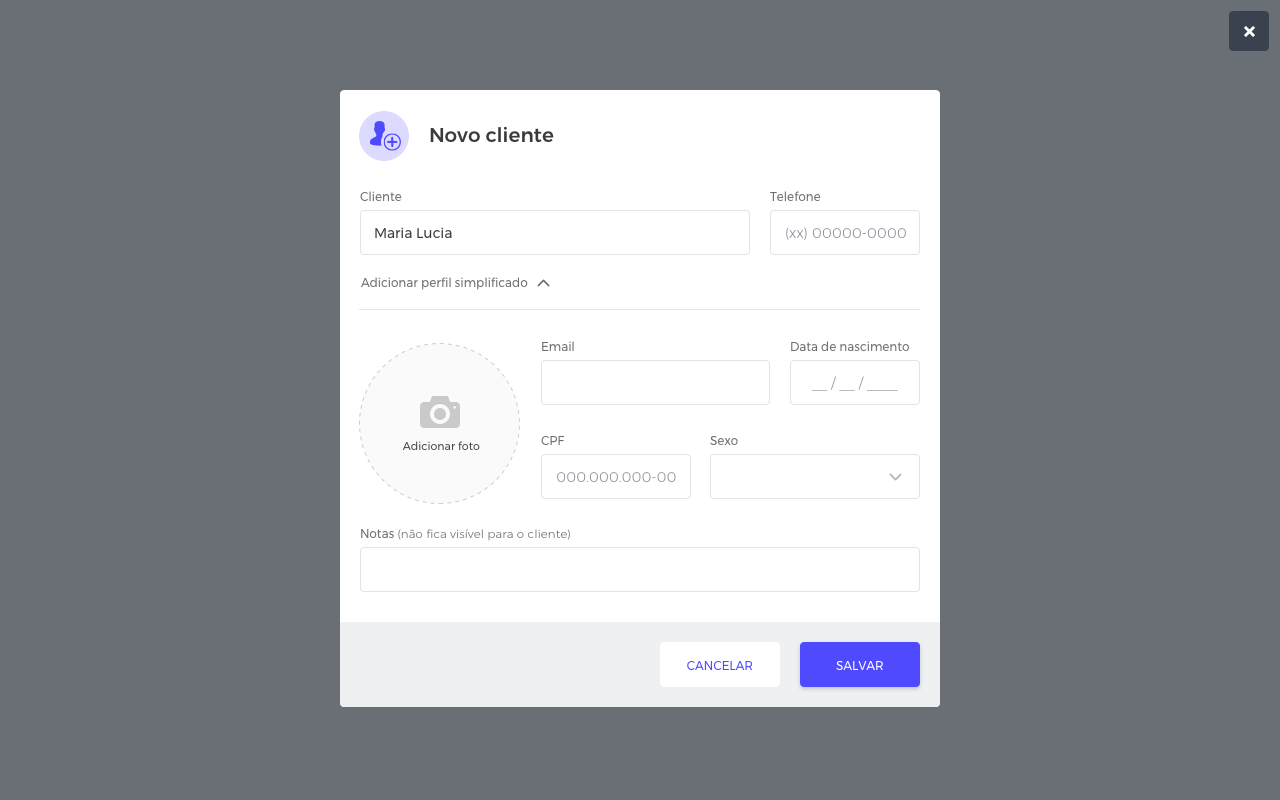 Novo cliente
Cliente
Telefone
Maria Lucia
(xx) 00000-0000
Adicionar perfil simplificado
Email
Data de nascimento
__ / __ / ____
Adicionar foto
CPF
Sexo
000.000.000-00
Notas (não fica visível para o cliente)
CANCELAR
SALVAR